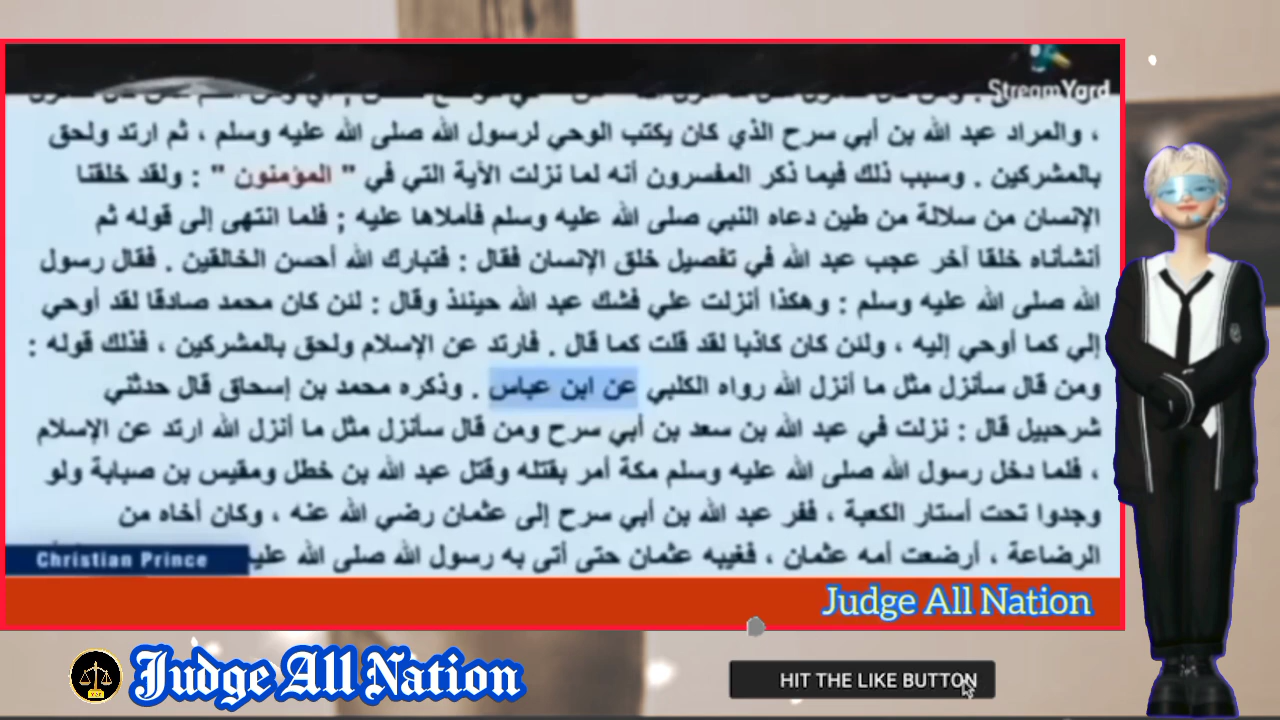 StreamYard
، والمراد عبد الله بن أبي سرح الذي كان يكتب الوحي لرسول الله صلى الله عليه وسلم ، ثم ارتد ولحق
بالمشركين . وسبب ذلك فيما ذكر المفسرون أنه لما نزلت الآية التي في " المؤمنون " : ولقد خلقنا
الإنسان من سلالة من طين دعاه النبي صلى الله عليه وسلم فأملاها عليه ; فلما انتهى إلى قوله ثم
أنشأناه خلقا آخر عجب عبد الله في تفصيل خلق الإنسان فقال : فتبارك الله أحسن الخالقين . فقال رسول
الله صلى الله عليه وسلم : وهكذا أنزلت علي فشك عبد الله حينئذ وقال : لئن كان محمد صادقا لقد أوحي
إلي كما أوحي إليه ، ولئن كان كاذبا لقد قلت كما قال . فارتد عن الإسلام ولحق بالمشركين ، فذلك قوله :
ومن قال سأنزل مثل ما أنزل الله رواه الكلبي عن ابن عباس . وذكره محمد بن إسحاق قال حدثني
شرحبيل قال : نزلت في عبد الله بن سعد بن أبي سرح ومن قال سأنزل مثل ما أنزل الله ارتد عن الإسلام
، فلما دخل رسول الله صلى الله عليه وسلم مكة أمر بقتله وقتل عبد الله بن خطل ومقيس بن صبابة ولو
وجدوا تحت أستار الكعبة ، ففر عبد الله بن أبي سرح إلى عثمان رضي الله عنه ، وكان أخاه من
الرضاعة ، أرضعت أمه عثمان ، فغيبه عثمان حتى أتى به رسول الله صلى الله
Christian Prince
Judge All Nation
Judge All Nation
HIT THE LIKE BUTTON